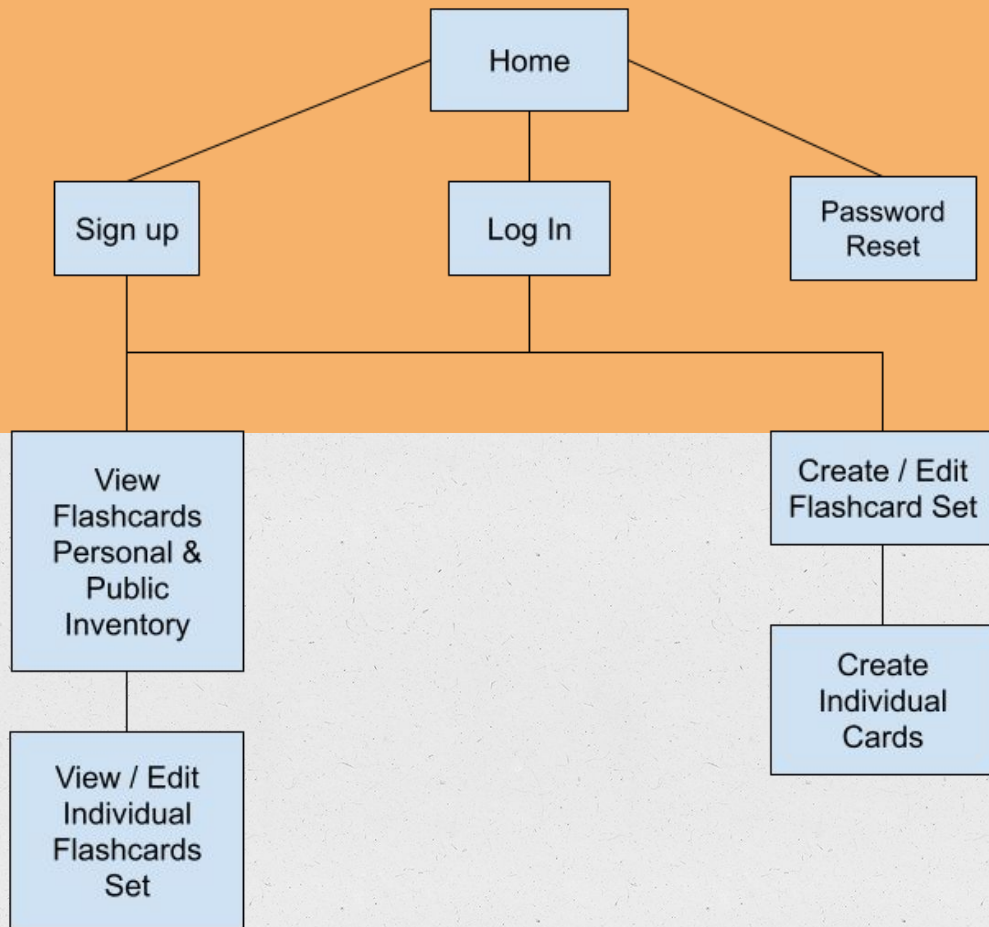 Home
Sign up
Log In
Password
Reset
View
Flashcards
Personal &
Public
Inventory
Create / Edit
Flashcard Set
Create
Individual
Cards
View / Edit
Individual
Flashcards
Set